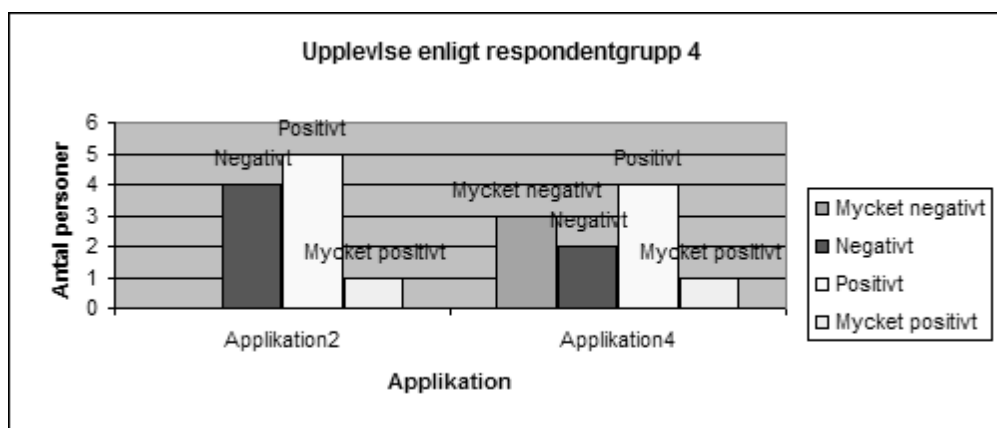 Upplevlse enligt respondentgrupp 4
Antal personer
6
5
4
3
2
1
0
Negativt
Positivt
Mycket positivt
Mycket negativt
Negativt
Positivt
Mycket positivt
Applikation2
Applikation4
Applikation
Mycket negativt
Negativt
Positivt
Mycket positivt